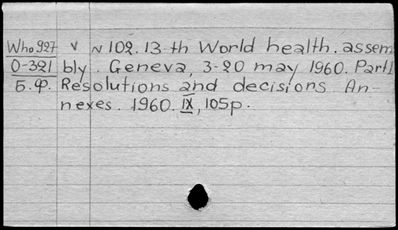 Who 927 v N 102. 13-th World health. assem
0-321 bly. Geneva, 3-20 may 1960. Part I
Б.Ф. Resolutions and decisions An-
nexes. 1960. IX, 105p.